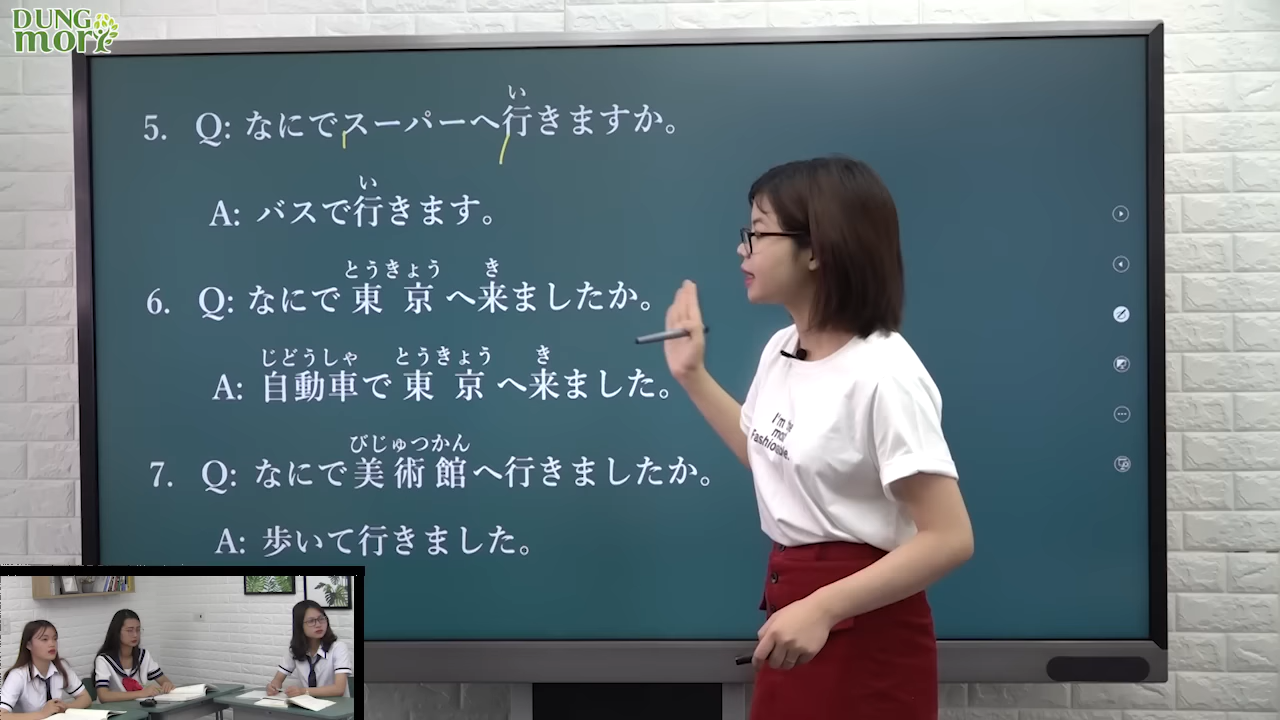 DUNG
mori
い
5. Q: なにでスーパーへ行きますか。
い
A: バスで行きます。
とうきょう き
6. Q: なにで東京へ来ましたか。
じどうしゃ とうきょう き
A: 自動車で東京へ来ました。
びじゅつかん
7. Q: なにで美術館へ行きましたか。
A: 歩いて行きました。
I'm the
Fashionable.